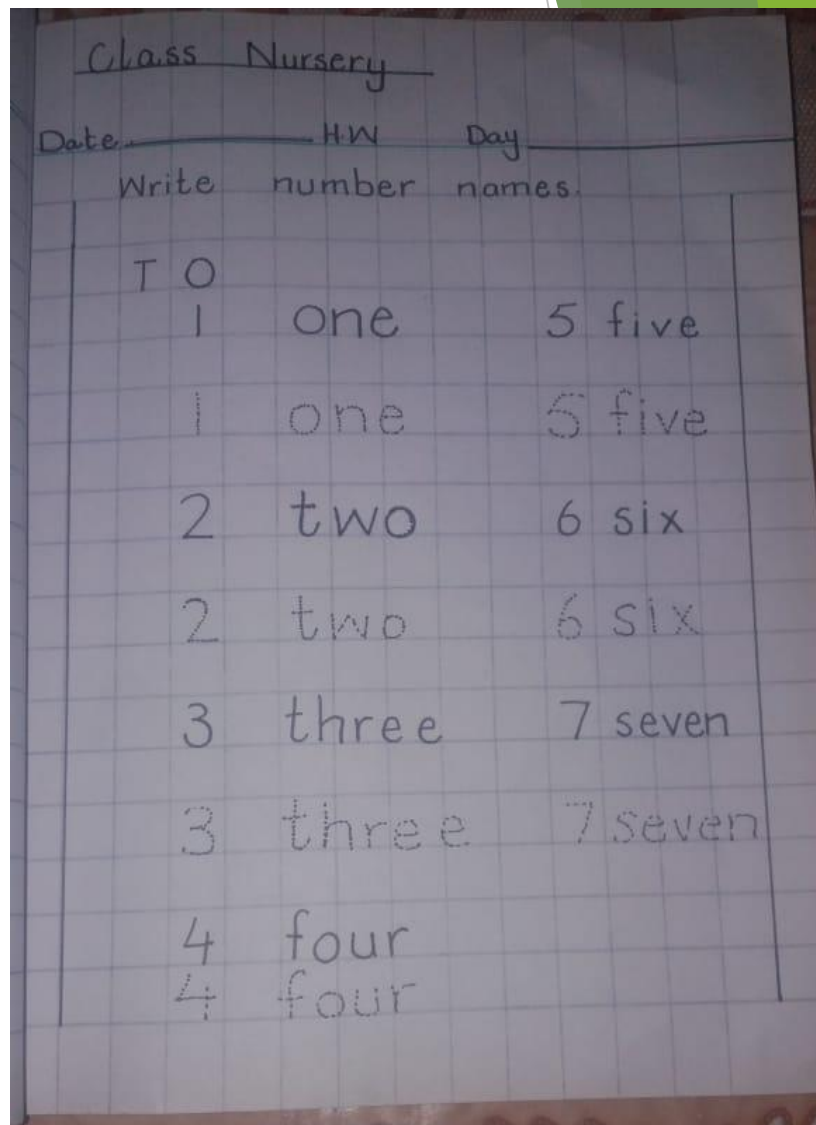 Class Nursery
Date H.W Day
Write number names.
T O
1 one 5 five
1 one 5 five
2 two 6 six
2 two 6 six
3 three 7 seven
3 three 7 seven
4 four
4 four